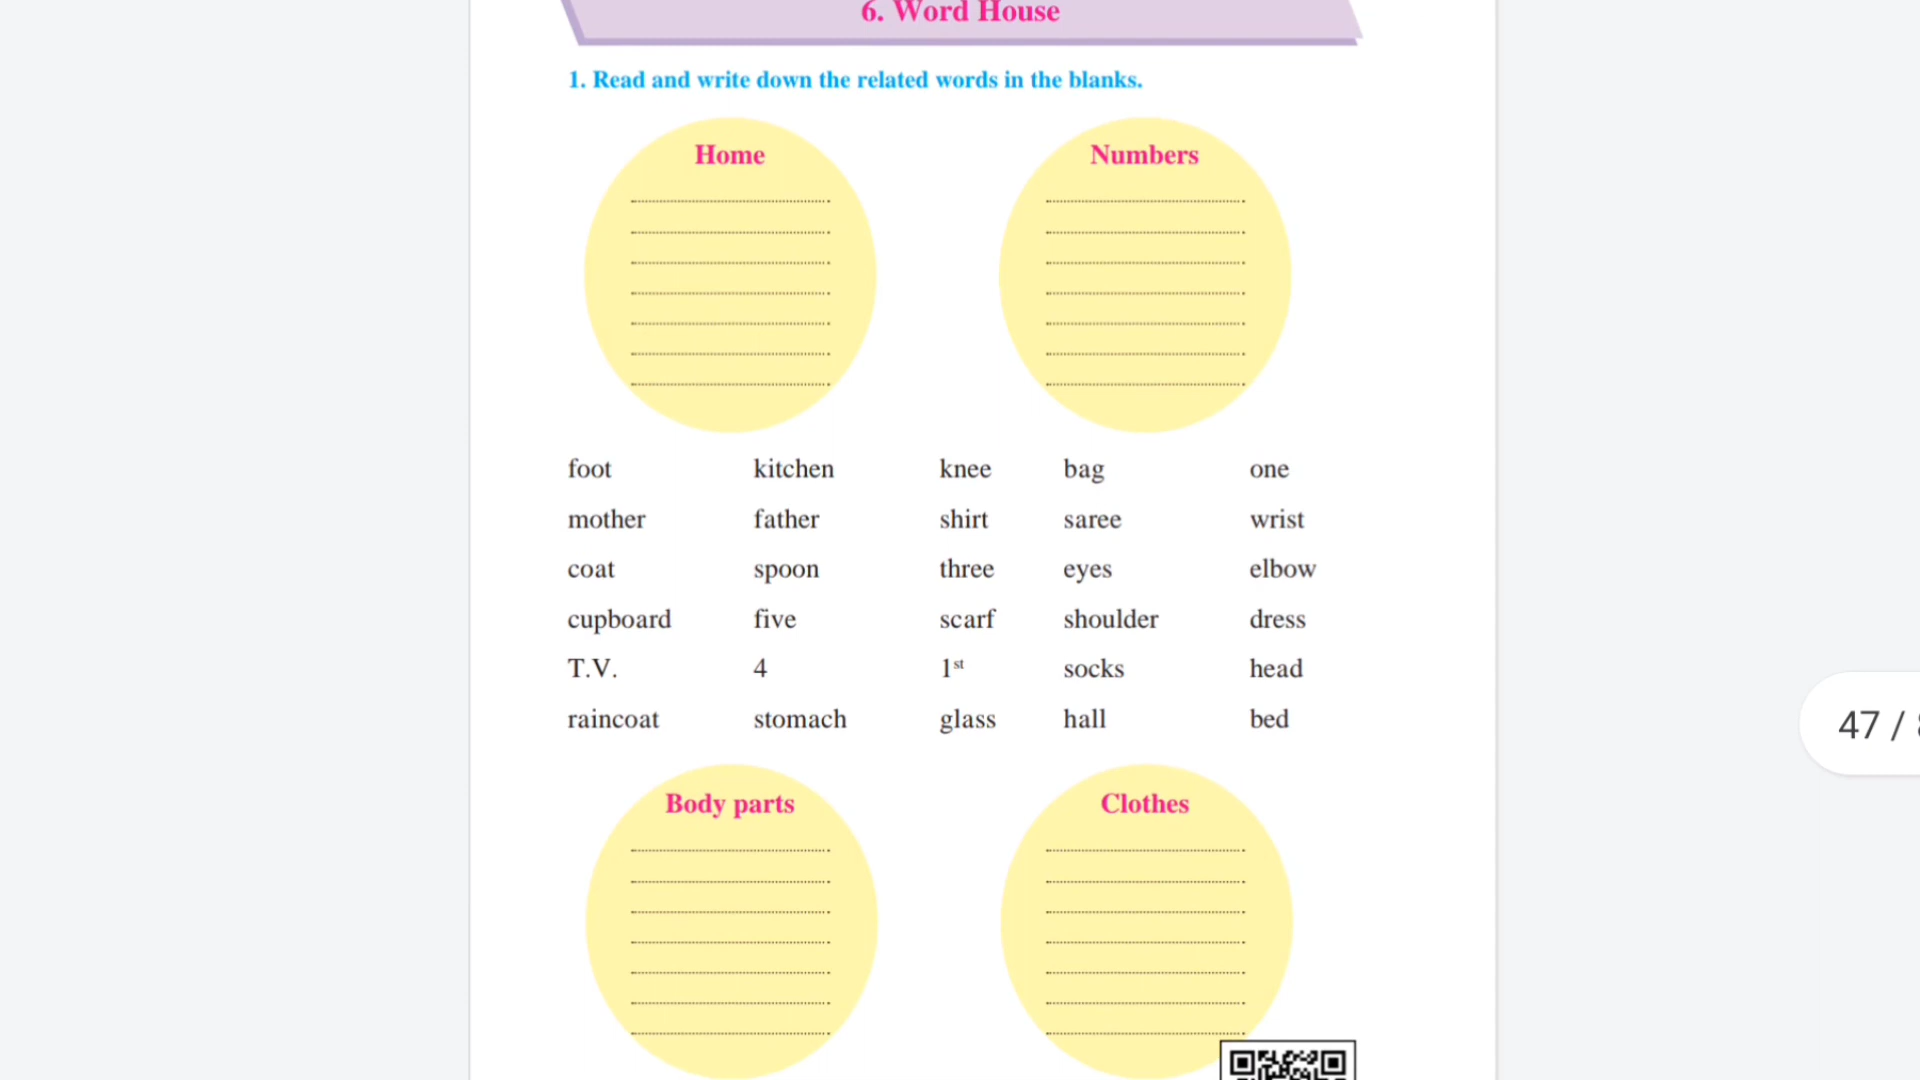 6. Word House
1. Read and write down the related words in the blanks.
Home Numbers
foot kitchen knee bag one
mother father shirt saree wrist
coat spoon three eyes elbow
cupboard five scarf shoulder dress
T.V. 4 1st socks head
raincoat stomach glass hall bed
Body parts Clothes
47 /